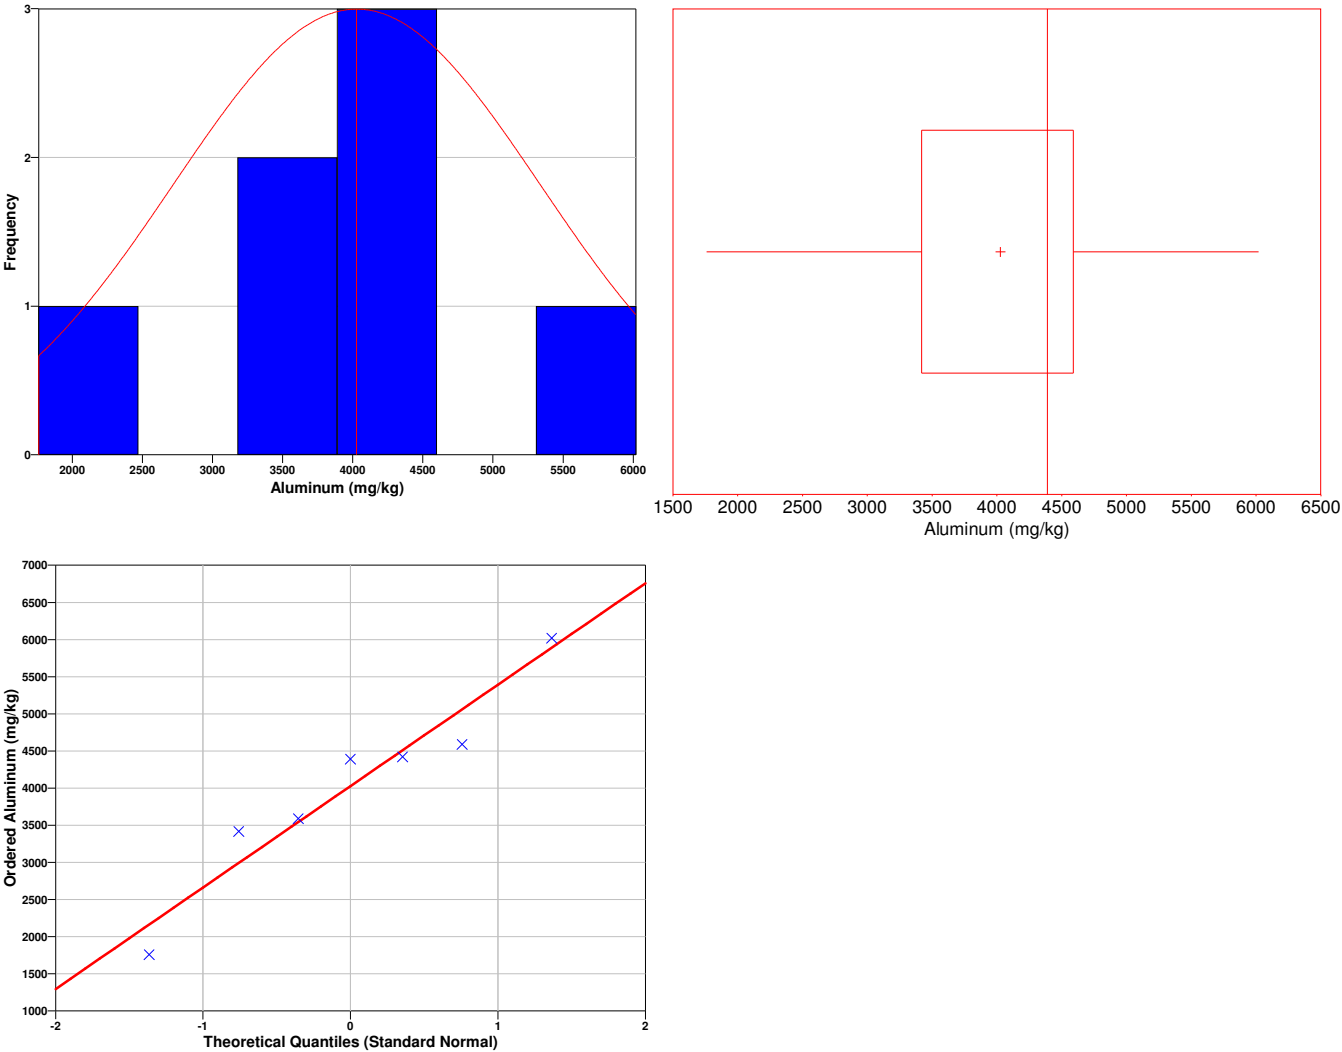 3
2
1
0
Frequency
2000 2500 3000 3500 4000 4500 5000 5500 6000
Aluminum (mg/kg)
1500 2000 2500 3000 3500 4000 4500 5000 5500 6000 6500
Aluminum (mg/kg)
7000
6500
6000
5500
5000
4500
4000
3500
3000
2500
2000
1500
1000
Ordered Aluminum (mg/kg)
-2 -1 0 1 2
Theoretical Quantiles (Standard Normal)